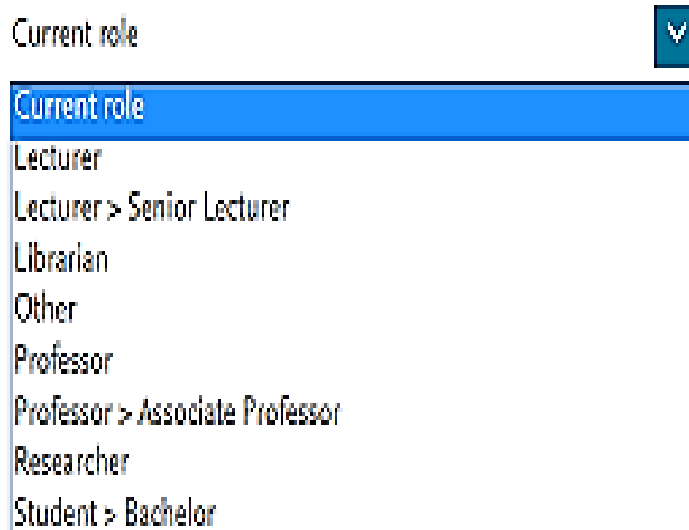 Current role
Current role
Lecturer
Lecturer > Senior Lecturer
Librarian
Other
Professor
Professor > Associate Professor
Researcher
Student > Bachelor